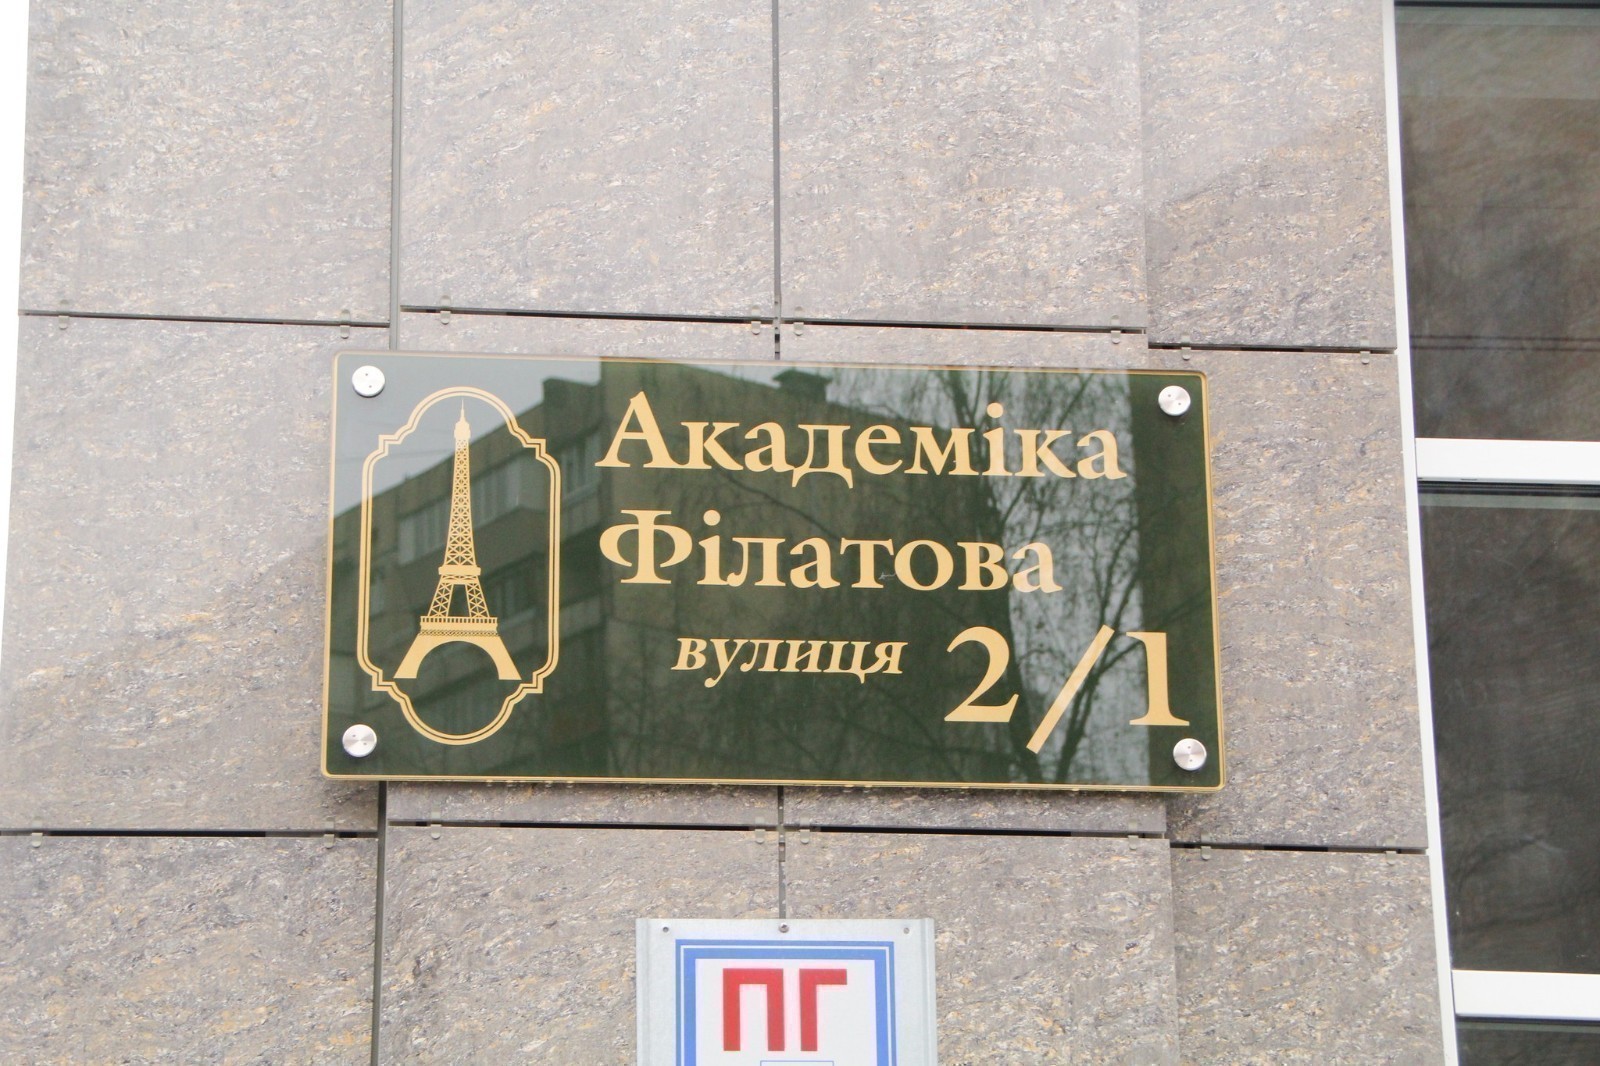 Академіка
Філатова
вулиця 2/1
ПГ